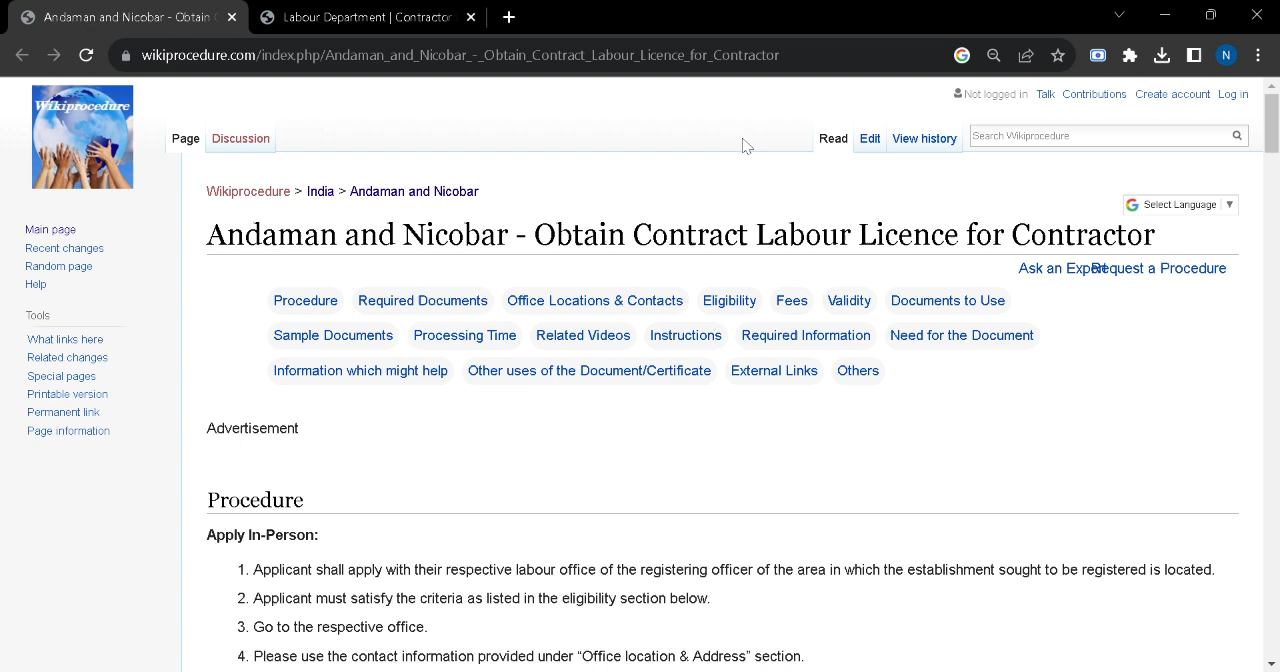 Andaman and Nicobar - Obtain
Labour Department | Contractor
wikiprocedure.com/index.php/Andaman_and_Nicobar_-_Obtain_Contract_Labour_Licence_for_Contractor
N
Wikiprocedure
Not logged in Talk Contributions Create account Log in
Page Discussion Read Edit View history Search Wikiprocedure
Wikiprocedure > India > Andaman and Nicobar
Select Language
Andaman and Nicobar - Obtain Contract Labour Licence for Contractor
Ask an Expert Request a Procedure
Procedure Required Documents Office Locations & Contacts Eligibility Fees Validity Documents to Use
Sample Documents Processing Time Related Videos Instructions Required Information Need for the Document
Information which might help Other uses of the Document/Certificate External Links Others
Main page
Recent changes
Random page
Help
Tools
What links here
Related changes
Special pages
Printable version
Permanent link
Page information
Advertisement
Procedure
Apply In-Person:
1. Applicant shall apply with their respective labour office of the registering officer of the area in which the establishment sought to be registered is located.
2. Applicant must satisfy the criteria as listed in the eligibility section below.
3. Go to the respective office.
4. Please use the contact information provided under “Office location & Address” section.